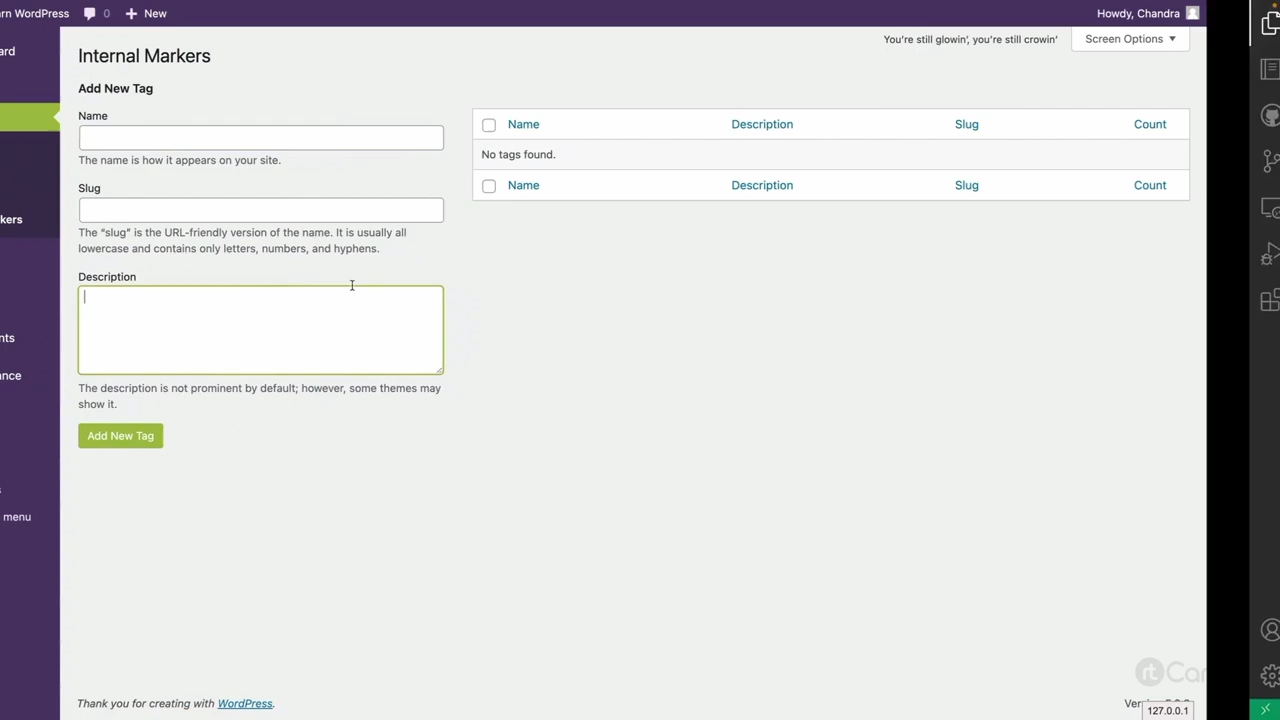 rn WordPress 0 New Howdy, Chandra
You're still glowin', you're still crowin' Screen Options
ard
Internal Markers
Add New Tag
Name
The name is how it appears on your site.
Slug
The “slug” is the URL-friendly version of the name. It is usually all
lowercase and contains only letters, numbers, and hyphens.
Description
The description is not prominent by default; however, some themes may
show it.
Add New Tag
Name Description Slug Count
No tags found.
Name Description Slug Count
kers
nts
ance
s
menu
rtCa
Thank you for creating with WordPress.
127.0.0.1